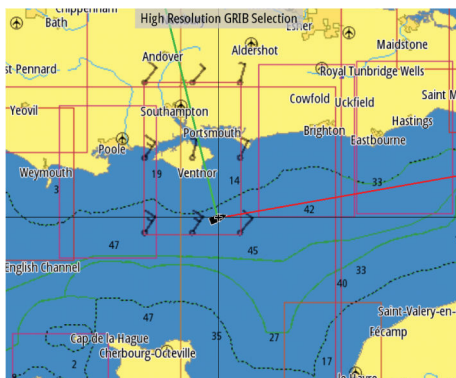 High Resolution GRIB Selection
Chippenham
Bath
Esher
Andover
Aldershot
Maidstone
st Pennard
Royal Tunbridge Wells
Yeovil
Southampton
Cowfold
Uckfield
Saint M
Portsmouth
Brighton
Hastings
Eastbourne
Poole
Weymouth
Ventnor
3
19
14
33
42
47
45
English Channel
33
40
47
Saint-Valery-en-
Cap de la Hague
35
27
Fecamp
Cherbourg-Octeville
2
17
le Havre